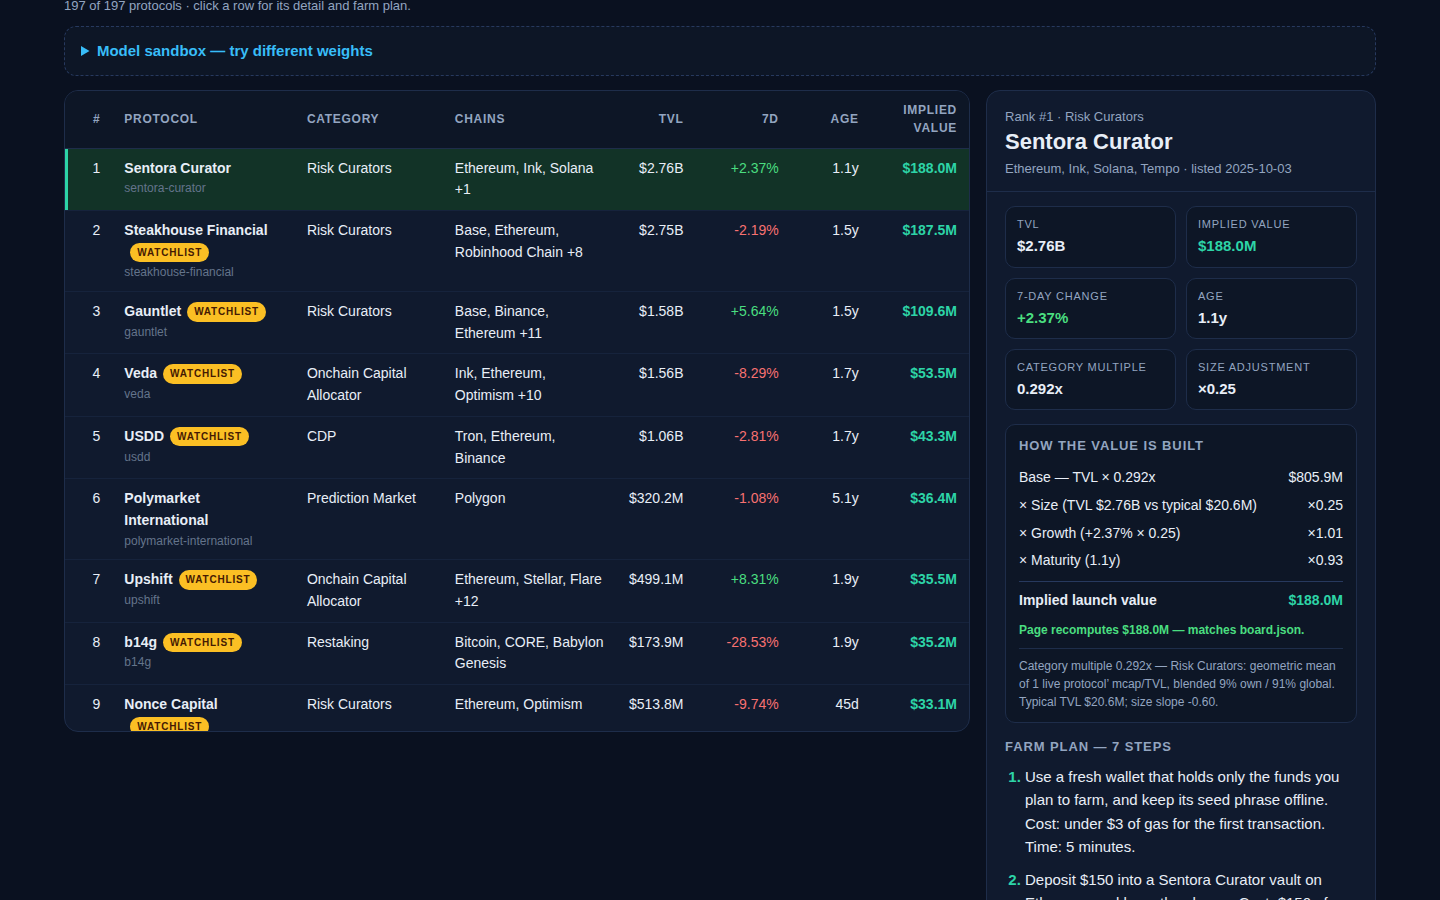 197 of 197 protocols · click a row for its detail and farm plan.
▶ Model sandbox — try different weights
# PROTOCOL CATEGORY CHAINS TVL 7D AGE IMPLIED VALUE
1 Sentora Curator Risk Curators Ethereum, Ink, Solana +1 $2.76B +2.37% 1.1y $188.0M
sentora-curator
2 Steakhouse Financial WATCHLIST Risk Curators Base, Ethereum, Robinhood Chain +8 $2.75B -2.19% 1.5y $187.5M
steakhouse-financial
3 Gauntlet WATCHLIST Risk Curators Base, Binance, Ethereum +11 $1.58B +5.64% 1.5y $109.6M
gauntlet
4 Veda WATCHLIST Onchain Capital Allocator Ink, Ethereum, Optimism +10 $1.56B -8.29% 1.7y $53.5M
veda
5 USDD WATCHLIST CDP Tron, Ethereum, Binance $1.06B -2.81% 1.7y $43.3M
usdd
6 Polymarket International Prediction Market Polygon $320.2M -1.08% 5.1y $36.4M
polymarket-international
7 Upshift WATCHLIST Onchain Capital Allocator Ethereum, Stellar, Flare +12 $499.1M +8.31% 1.9y $35.5M
upshift
8 b14g WATCHLIST Restaking Bitcoin, CORE, Babylon Genesis $173.9M -28.53% 1.9y $35.2M
b14g
9 Nonce Capital WATCHLIST Risk Curators Ethereum, Optimism $513.8M -9.74% 45d $33.1M
Rank #1 · Risk Curators
Sentora Curator
Ethereum, Ink, Solana, Tempo · listed 2025-10-03
TVL
$2.76B
IMPLIED VALUE
$188.0M
7-DAY CHANGE
+2.37%
AGE
1.1y
CATEGORY MULTIPLE
0.292x
SIZE ADJUSTMENT
×0.25
HOW THE VALUE IS BUILT
Base — TVL × 0.292x $805.9M
× Size (TVL $2.76B vs typical $20.6M) ×0.25
× Growth (+2.37% × 0.25) ×1.01
× Maturity (1.1y) ×0.93
Implied launch value $188.0M
Page recomputes $188.0M — matches board.json.
Category multiple 0.292x — Risk Curators: geometric mean
of 1 live protocol’ mcap/TVL, blended 9% own / 91% global.
Typical TVL $20.6M; size slope -0.60.
FARM PLAN — 7 STEPS
1. Use a fresh wallet that holds only the funds you
plan to farm, and keep its seed phrase offline.
Cost: under $3 of gas for the first transaction.
Time: 5 minutes.
2. Deposit $150 into a Sentora Curator vault on